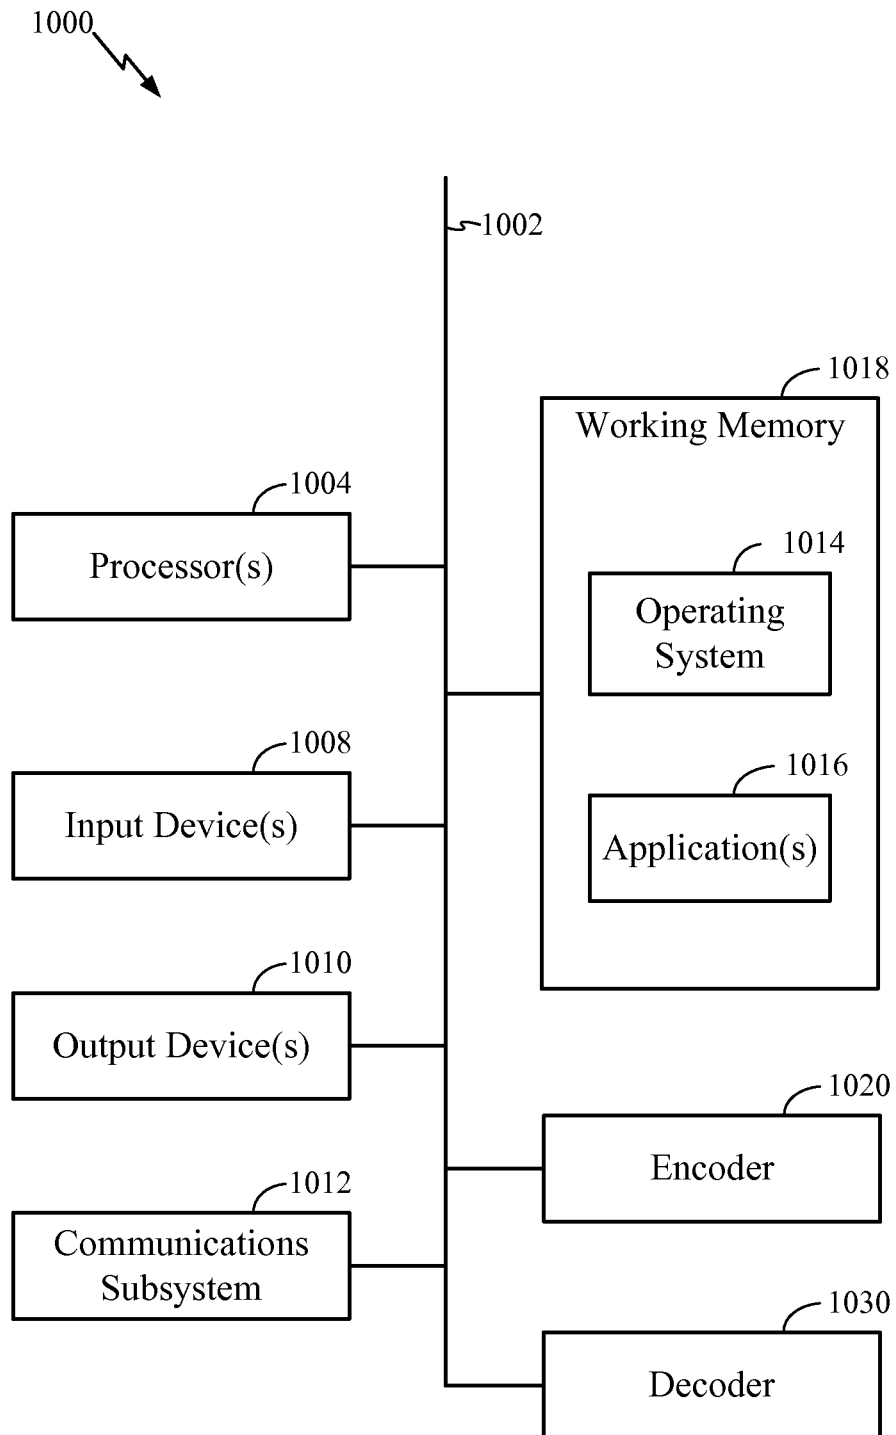 1000
1002
1018
Working Memory
1004
Processor(s)
1014
Operating
System
1008
Input Device(s)
1016
Application(s)
1010
Output Device(s)
1020
Encoder
1012
Communications
Subsystem
1030
Decoder